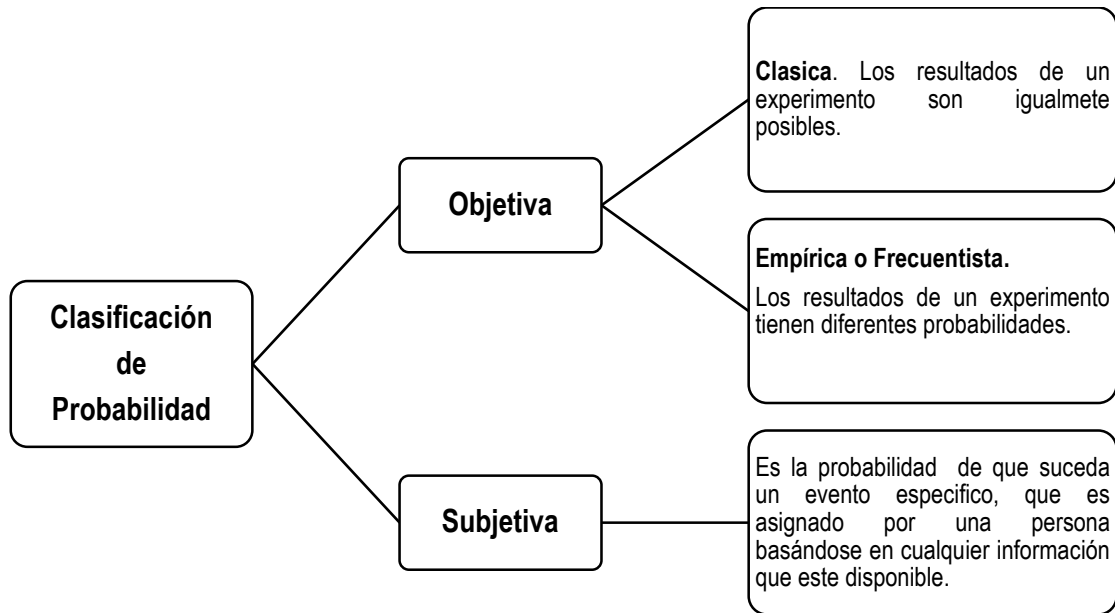 Clasificación
de
Probabilidad
Objetiva
Clasica. Los resultados de un
experimento son igualmete
posibles.
Empírica o Frecuentista.
Los resultados de un experimento
tienen diferentes probabilidades.
Subjetiva
Es la probabilidad de que suceda
un evento especifico, que es
asignado por una persona
basándose en cualquier información
que este disponible.